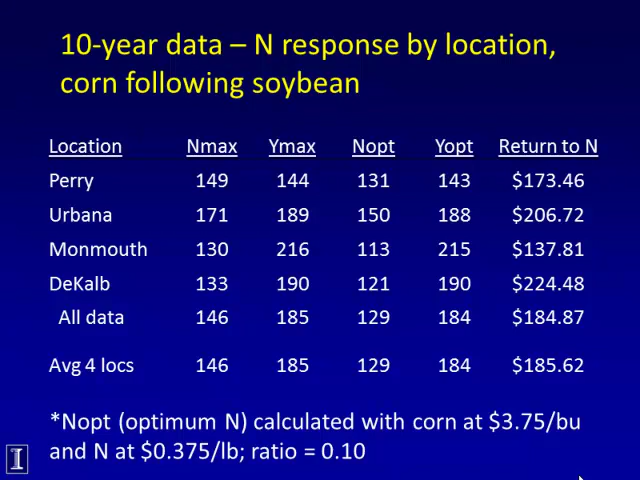 10-year data – N response by location,
corn following soybean
Location Nmax Ymax Nopt Yopt Return to N
Perry 149 144 131 143 $173.46
Urbana 171 189 150 188 $206.72
Monmouth 130 216 113 215 $137.81
DeKalb 133 190 121 190 $224.48
All data 146 185 129 184 $184.87
Avg 4 locs 146 185 129 184 $185.62
*Nopt (optimum N) calculated with corn at $3.75/bu
and N at $0.375/lb; ratio = 0.10
I